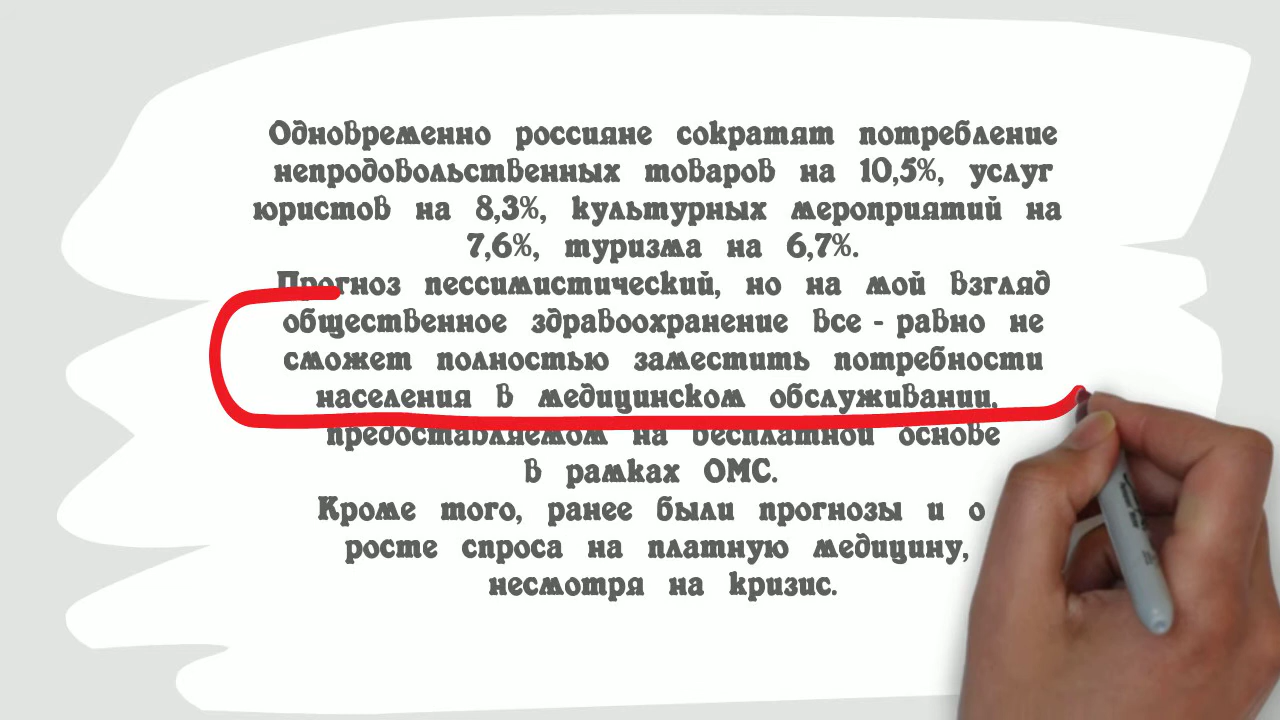 Одновременно россияне сократят потребление
непродовольственных товаров на 10,5%, услуг
юристов на 8,3%, культурных мероприятий на
7,6%, туризма на 6,7%.
Прогноз пессимистический, но на мой взгляд
общественное здравоохранение все - равно не
сможет полностью заместить потребности
населения в медицинском обслуживании,
предоставляемом на бесплатной основе
в рамках ОМС.
Кроме того, ранее были прогнозы и о
росте спроса на платную медицину,
несмотря на кризис.